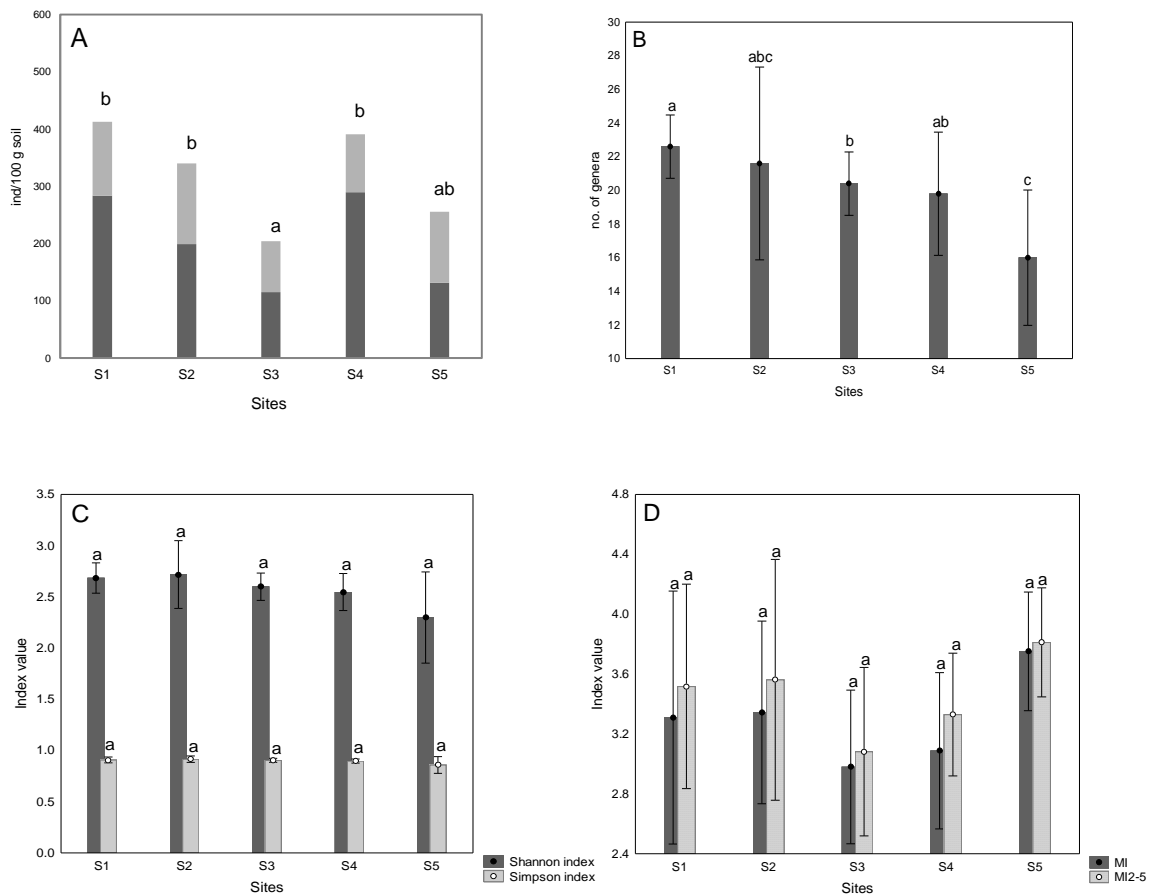 A
600
500
400
300
200
100
0
ind/100 g soil
b
b
a
b
ab
S1 S2 S3 S4 S5
Sites
B
30
28
26
24
22
20
18
16
14
12
10
no. of genera
a
abc
b
ab
c
S1 S2 S3 S4 S5
Sites
C
3.5
3.0
2.5
2.0
1.5
1.0
0.5
0.0
Index value
a a a a a
a a a a a
S1 S2 S3 S4 S5
Sites
Shannon index
Simpson index
D
4.8
4.4
4.0
3.6
3.2
2.8
2.4
Index value
a a a a a a a a a a
S1 S2 S3 S4 S5
Sites
MI
MI2-5